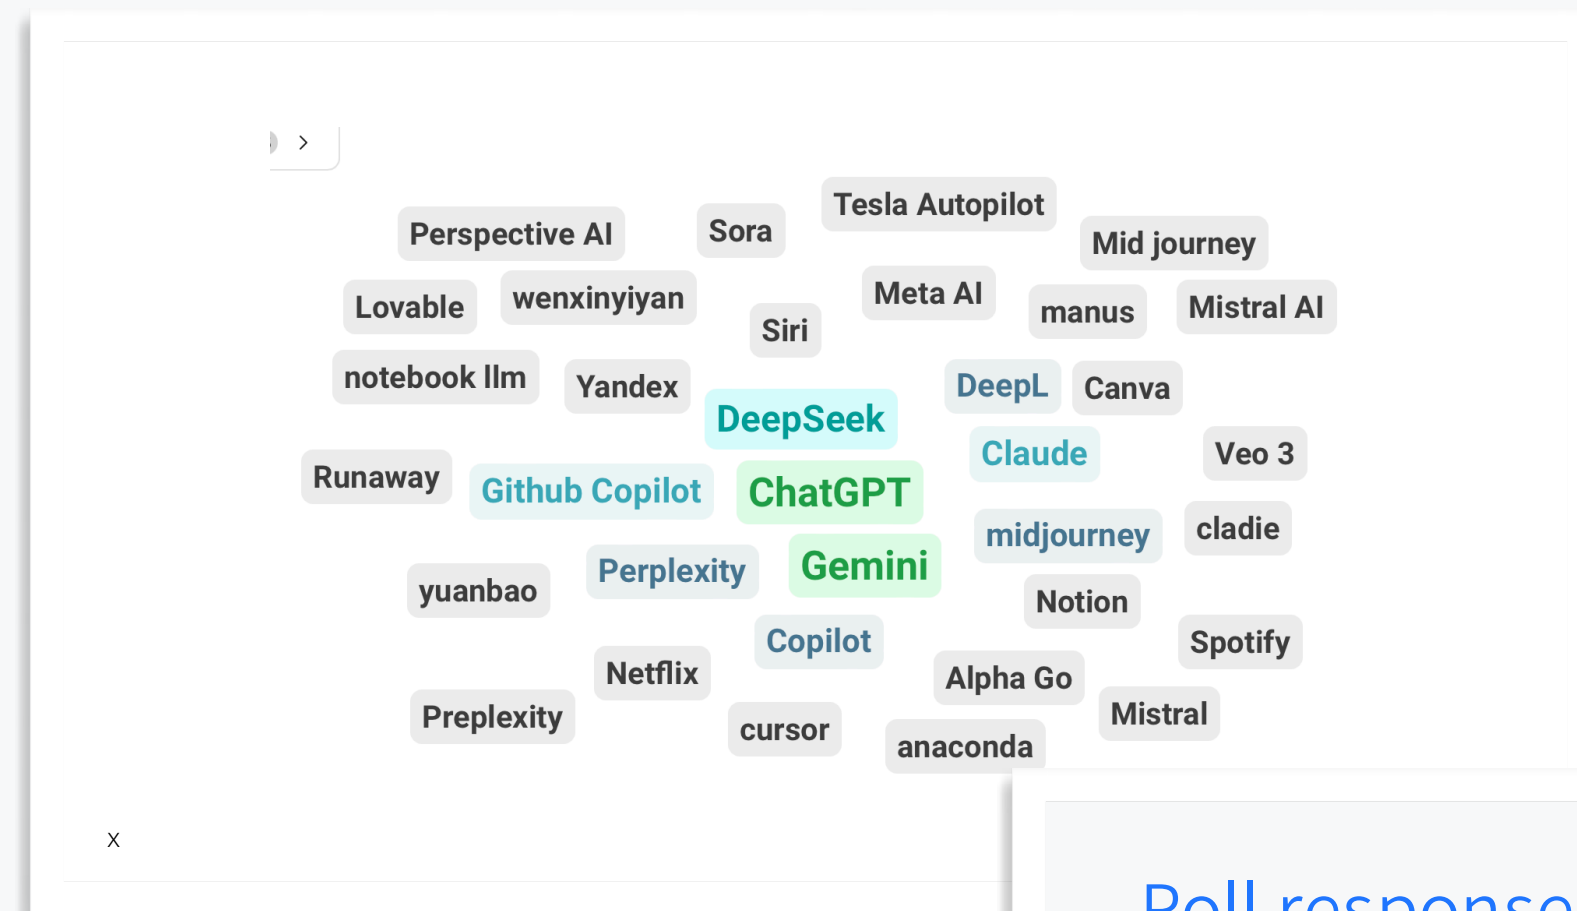 Tesla Autopilot
Perspective AI
Sora
Mid journey
Lovable
wenxinyiyan
Siri
Meta AI
manus
Mistral AI
notebook llm
Yandex
DeepSeek
DeepL
Canva
Runaway
Github Copilot
ChatGPT
Claude
Veo 3
midjourney
cladie
yuanbao
Perplexity
Gemini
Notion
Copilot
Spotify
Netflix
Alpha Go
Preplexity
cursor
anaconda
Mistral
X
Poll response